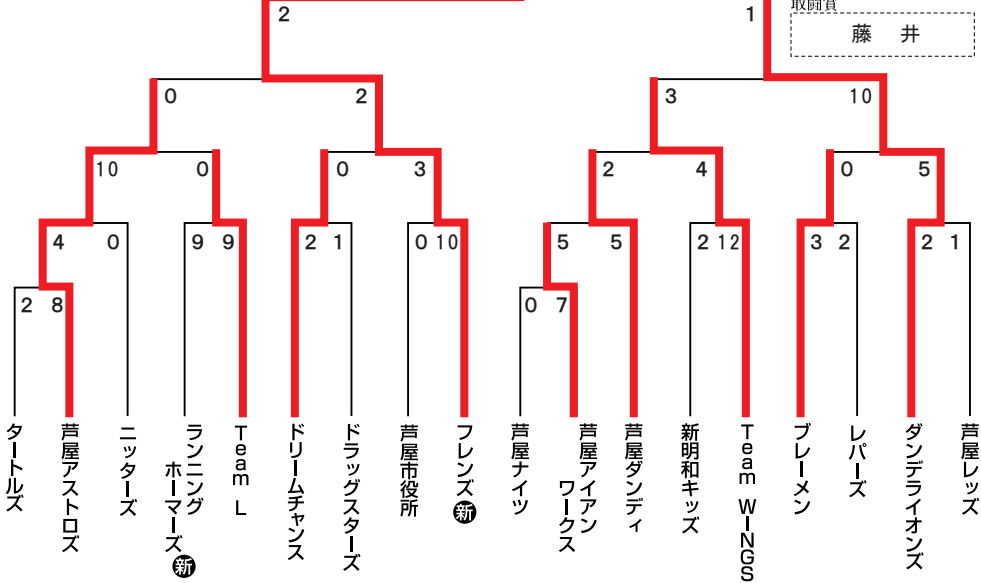 2
1
取闘賞
藤 井
0
2
3
10
10
0
0
3
2
4
0
5
4
0
9
9
2
1
0
10
5
5
2
12
3
2
2
1
2
8
0
7
タートルズ
芦屋アストロズ
ニッターズ
ランニング
ホーマーズ新
Team L
ドリームチャンス
ドラッグスターズ
芦屋市役所
フレンズ新
芦屋ナイツ
芦屋アイアン
ワークス
芦屋ダンディ
新明和キッズ
Team WINGS
ブレーメン
レパーズ
ダンデライオンズ
芦屋レッズ